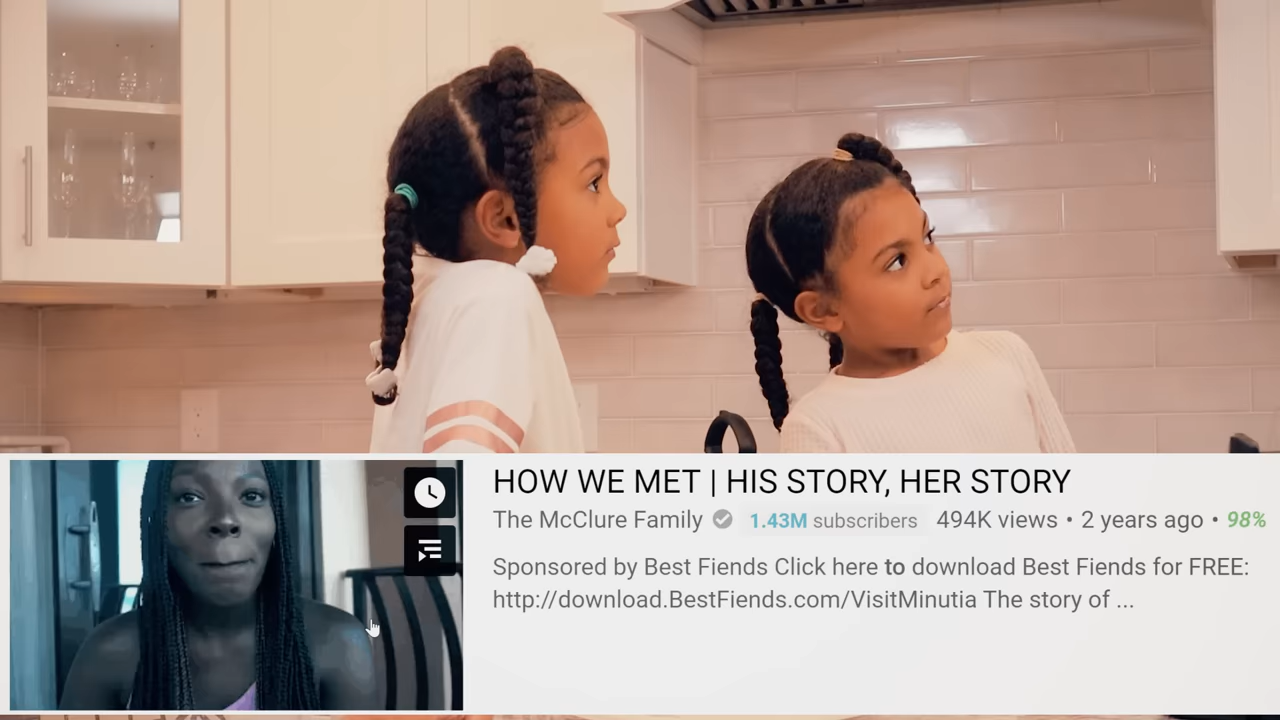 HOW WE MET | HIS STORY, HER STORY
The McClure Family 1.43M subscribers 494K views • 2 years ago • 98%
Sponsored by Best Fiends Click here to download Best Fiends for FREE:
http://download.BestFiends.com/VisitMinutia The story of ...